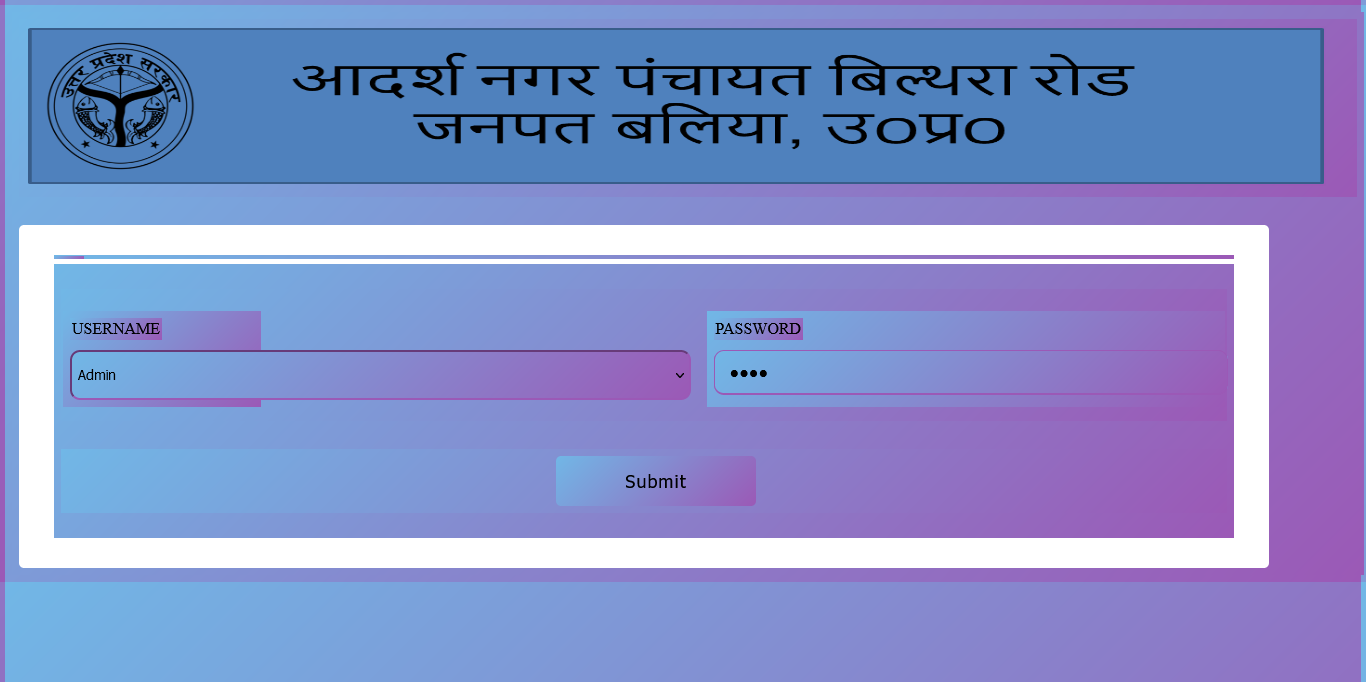 उत्तर प्रदेश सरकार
आदर्श नगर पंचायत बिल्थरा रोड
जनपत बलिया, उ०प्र०
USERNAME
PASSWORD
Admin
Submit